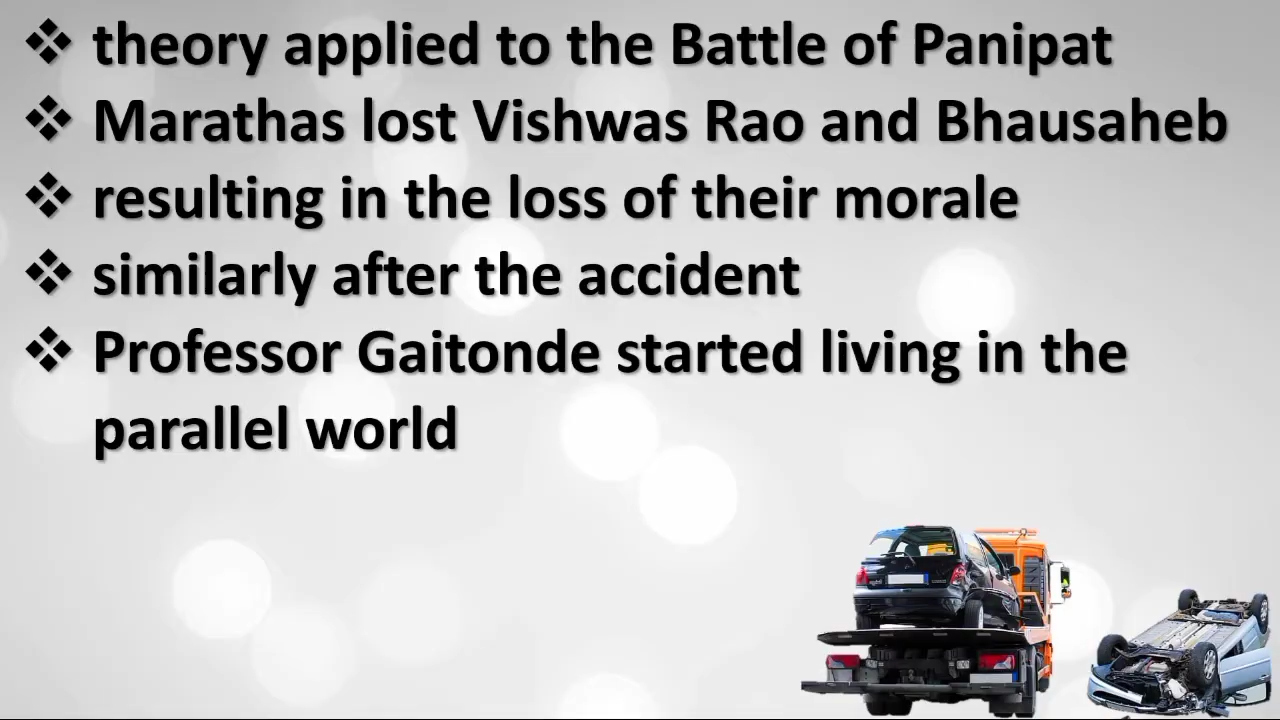 ❖ theory applied to the Battle of Panipat
❖ Marathas lost Vishwas Rao and Bhausaheb
❖ resulting in the loss of their morale
❖ similarly after the accident
❖ Professor Gaitonde started living in the
parallel world